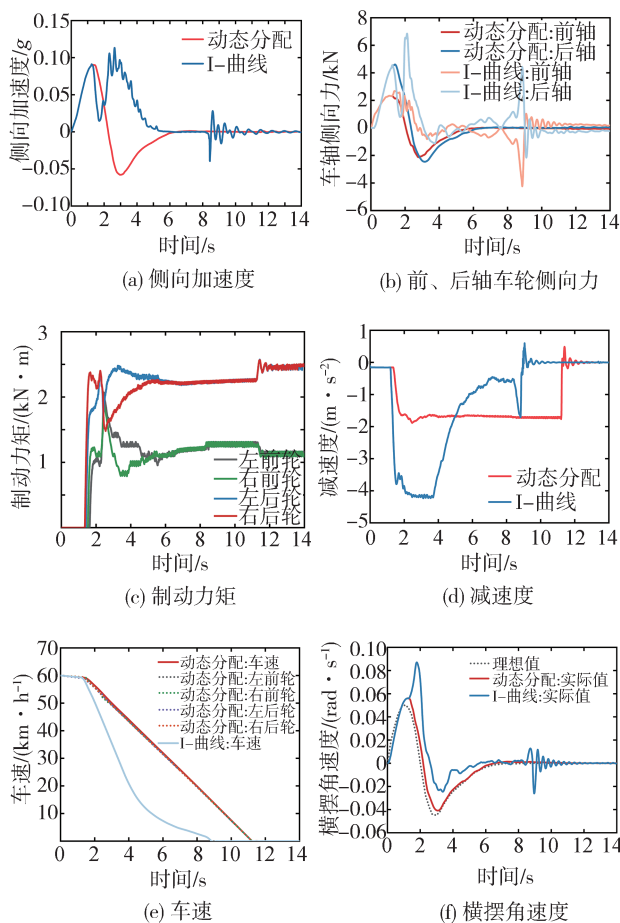 0.15
0.10
0.05
0
−0.05
−0.10
侧向加速度/g
动态分配
I-曲线
0 2 4 6 8 10 12 14
时间/s
(a) 侧向加速度
8
6
4
2
0
−2
−4
−6
车轴侧向力/kN
动态分配:前轴
动态分配:后轴
I-曲线:前轴
I-曲线:后轴
0 2 4 6 8 10 12 14
时间/s
(b) 前、后轴车轮侧向力
3
2
1
制动力矩/(kN·m)
左前轮
右前轮
左后轮
右后轮
0 2 4 6 8 10 12 14
时间/s
(c) 制动力矩
1
0
−1
−2
−3
−4
−5
减速度/(m·s⁻²)
动态分配
I-曲线
0 2 4 6 8 10 12 14
时间/s
(d) 减速度
70
60
50
40
30
20
10
车速/(km·h⁻¹)
动态分配:车速
动态分配:左前轮
动态分配:右前轮
动态分配:左后轮
动态分配:右后轮
I-曲线:车速
0 2 4 6 8 10 12 14
时间/s
(e) 车速
0.10
0.08
0.06
0.04
0.02
0
−0.02
−0.04
−0.06
横摆角速度/(rad·s⁻¹)
理想值
动态分配:实际值
I-曲线:实际值
0 2 4 6 8 10 12 14
时间/s
(f) 横摆角速度